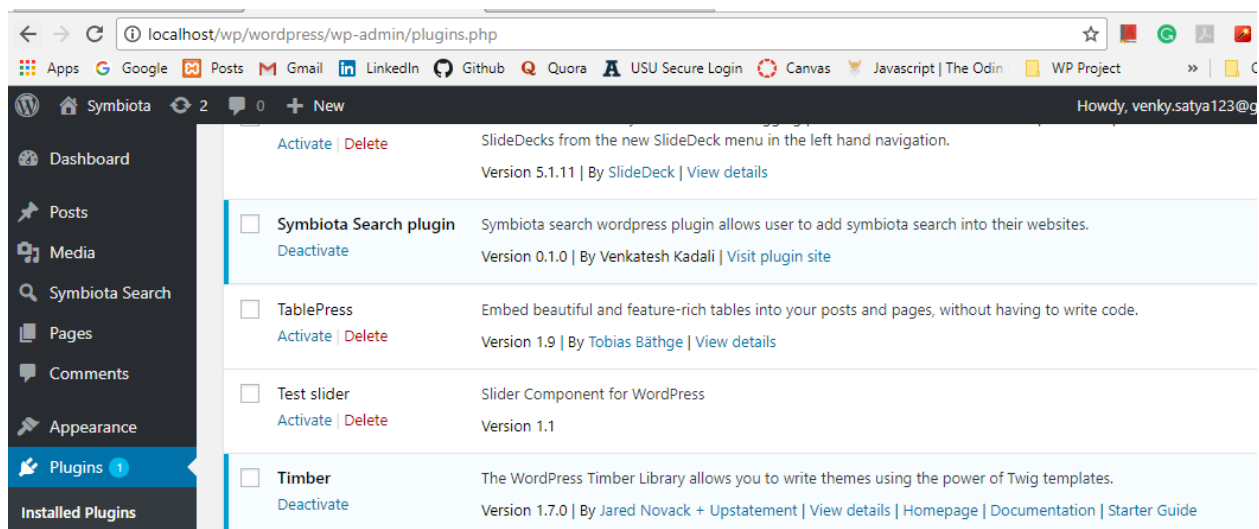 localhost/wp/wordpress/wp-admin/plugins.php
Apps Google Posts Gmail LinkedIn Github Quora USU Secure Login Canvas Javascript | The Odin WP Project »
Symbiota 2 0 + New Howdy, venky.satya123@g
Dashboard
Posts
Media
Symbiota Search
Pages
Comments
Appearance
Plugins 1
Installed Plugins
Activate | Delete
SlideDecks from the new SlideDeck menu in the left hand navigation.
Version 5.1.11 | By SlideDeck | View details
Symbiota Search plugin
Deactivate
Symbiota search wordpress plugin allows user to add symbiota search into their websites.
Version 0.1.0 | By Venkatesh Kadali | Visit plugin site
TablePress
Activate | Delete
Embed beautiful and feature-rich tables into your posts and pages, without having to write code.
Version 1.9 | By Tobias Bäthge | View details
Test slider
Activate | Delete
Slider Component for WordPress
Version 1.1
Timber
Deactivate
The WordPress Timber Library allows you to write themes using the power of Twig templates.
Version 1.7.0 | By Jared Novack + Upstatement | View details | Homepage | Documentation | Starter Guide